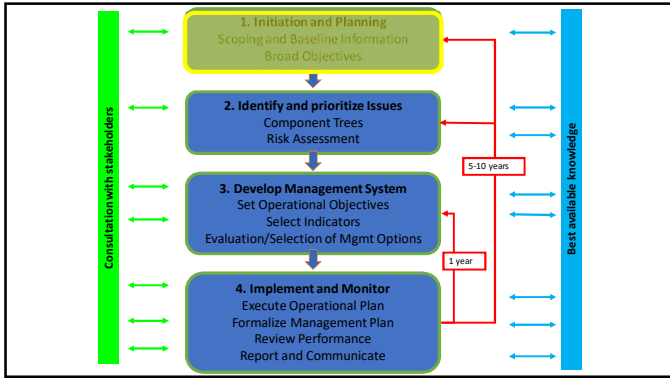 1. Initiation and Planning
Scoping and Baseline Information
Broad Objectives
2. Identify and prioritize Issues
Component Trees
Risk Assessment
3. Develop Management System
Set Operational Objectives
Select Indicators
Evaluation/Selection of Mgmt Options
4. Implement and Monitor
Execute Operational Plan
Formalize Management Plan
Review Performance
Report and Communicate
Consultation with stakeholders
5-10 years
1 year
Best available knowledge